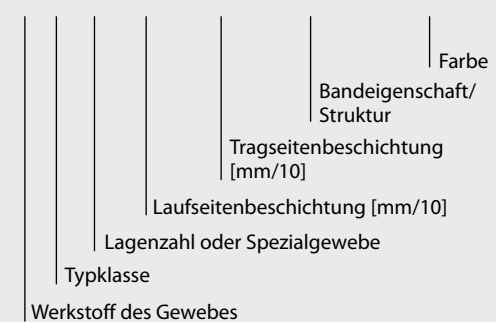 Farbe
Bandeigenschaft/
Struktur
Tragseitenbeschichtung
[mm/10]
Laufseitenbeschichtung [mm/10]
Lagenzahl oder Spezialgewebe
Typklasse
Werkstoff des Gewebes